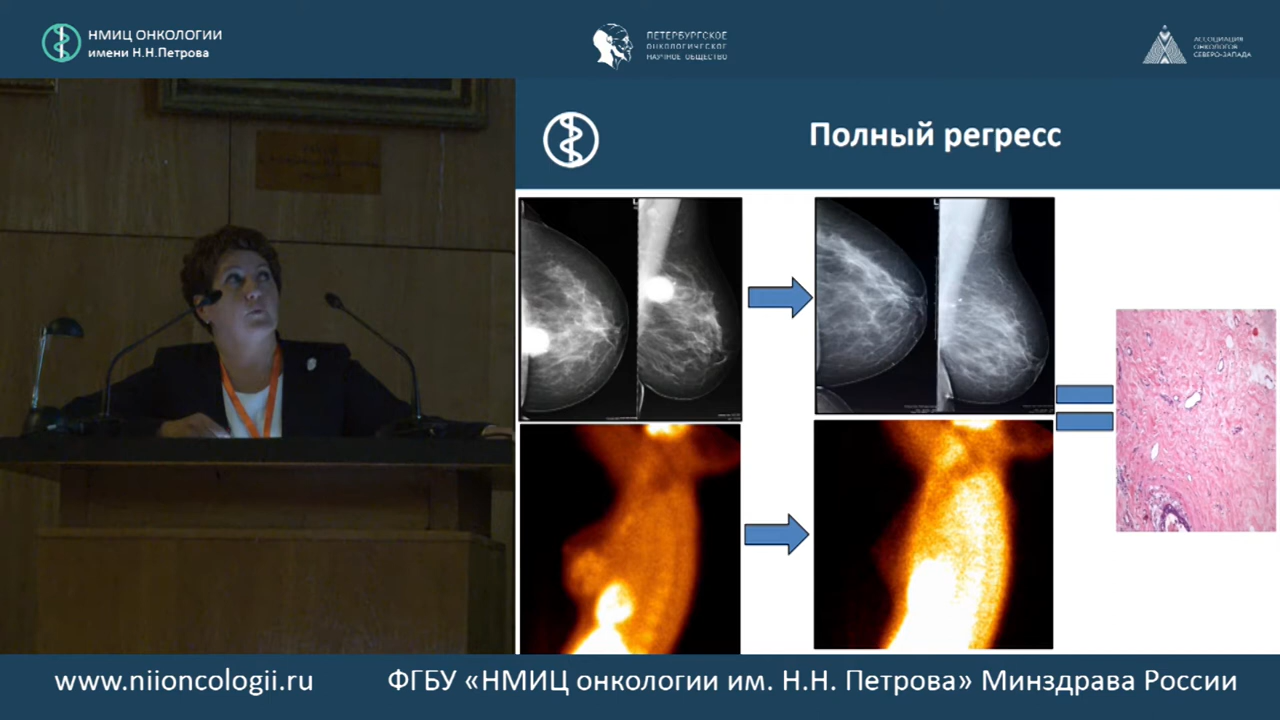 НМИЦ ОНКОЛОГИИ
имени Н.Н.Петрова
ПЕТЕРБУРГСКОЕ
ОНКОЛОГИЧЕСКОЕ
НАУЧНОЕ ОБЩЕСТВО
АССОЦИАЦИЯ
ОНКОЛОГОВ
СЕВЕРО-ЗАПАДА
Полный регресс
www.niioncologii.ru
ФГБУ «НМИЦ онкологии им. Н.Н. Петрова» Минздрава России